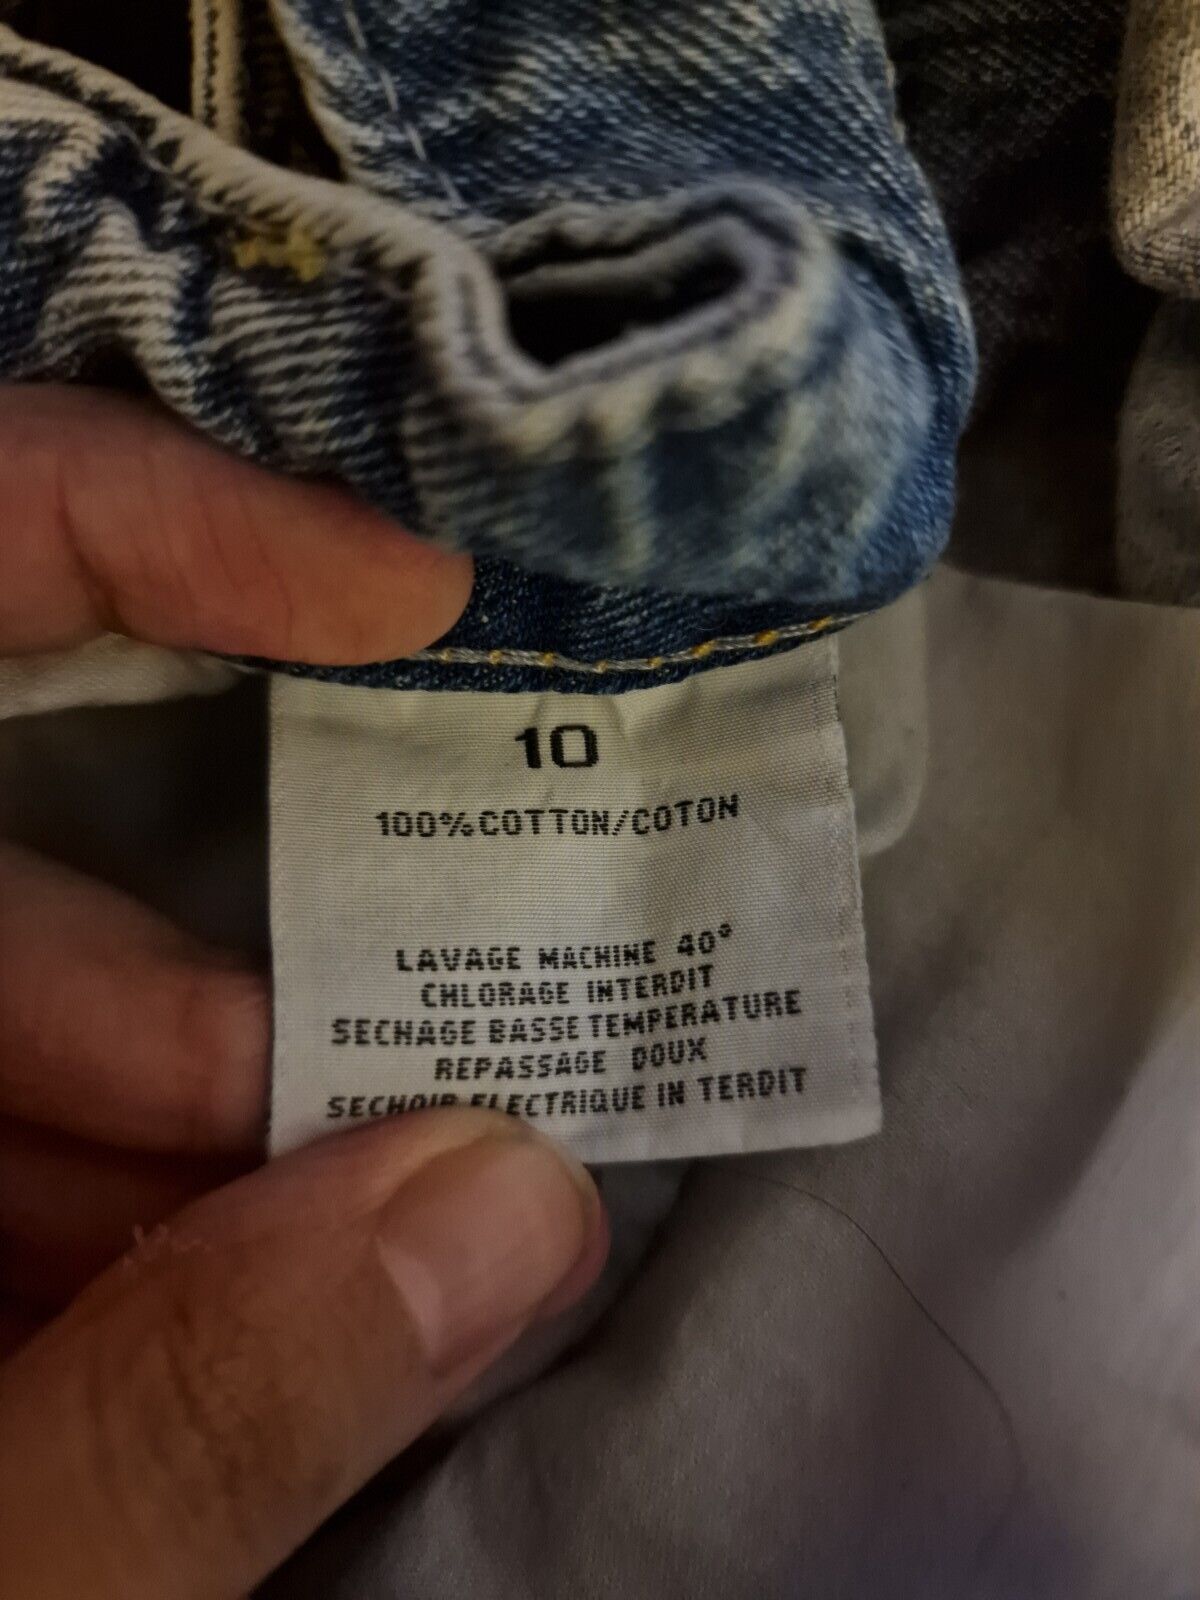 10
100% COTTON/COTON
LAVAGE MACHINE 40°
CHLORAGE INTERDIT
SECHAGE BASSE TEMPERATURE
REPASSAGE DOUX
SECHOIR ELECTRIQUE IN TERDIT